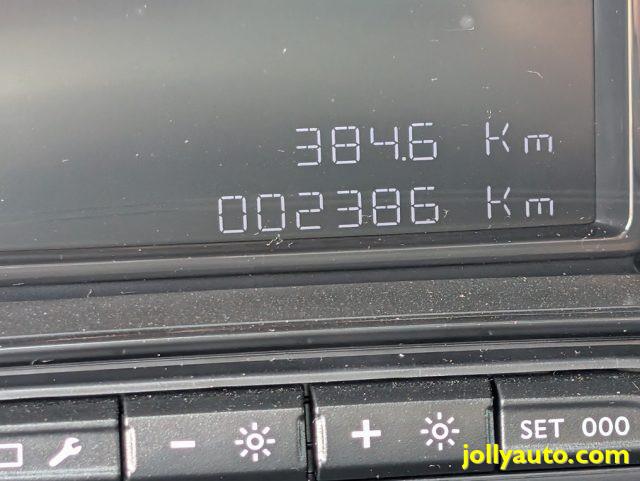 384.6 Km
002386 Km
- + SET 000
jollyauto.com